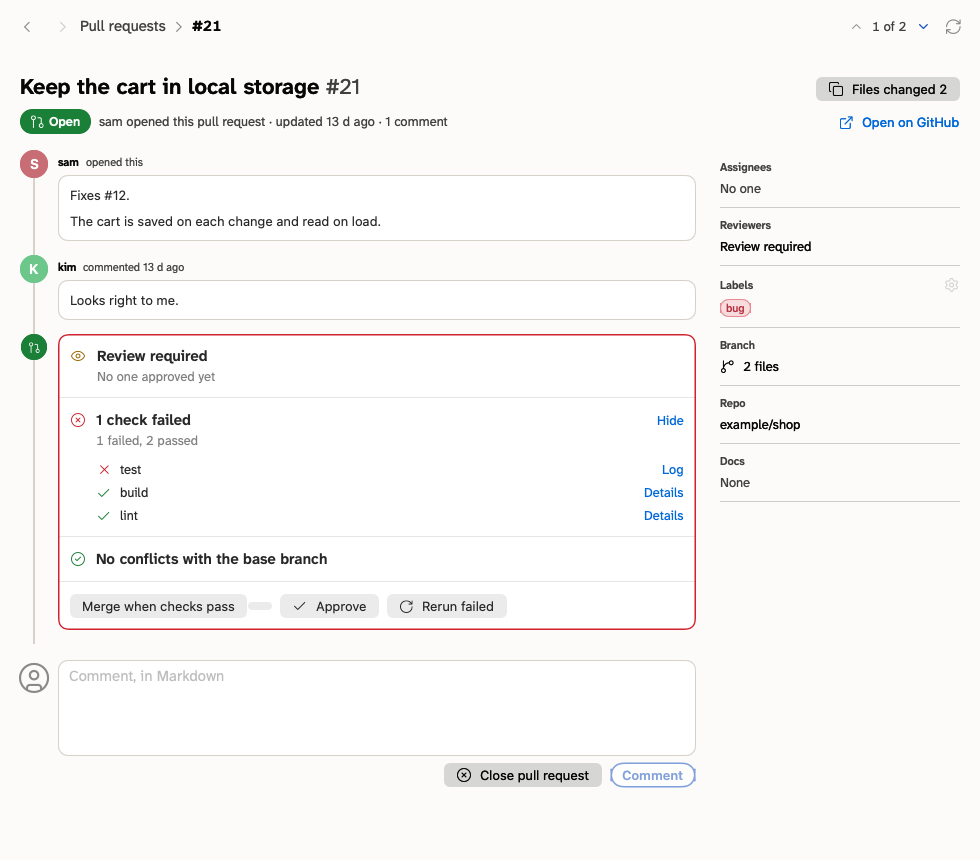 Pull requests #21
1 of 2
Keep the cart in local storage #21
Files changed 2
Open sam opened this pull request · updated 13 d ago · 1 comment
Open on GitHub
S sam opened this
Fixes #12.
The cart is saved on each change and read on load.
K kim commented 13 d ago
Looks right to me.
Review required
No one approved yet
1 check failed Hide
1 failed, 2 passed
test Log
build Details
lint Details
No conflicts with the base branch
Merge when checks pass Approve Rerun failed
Comment, in Markdown
Close pull request Comment
Assignees
No one
Reviewers
Review required
Labels
bug
Branch
2 files
Repo
example/shop
Docs
None